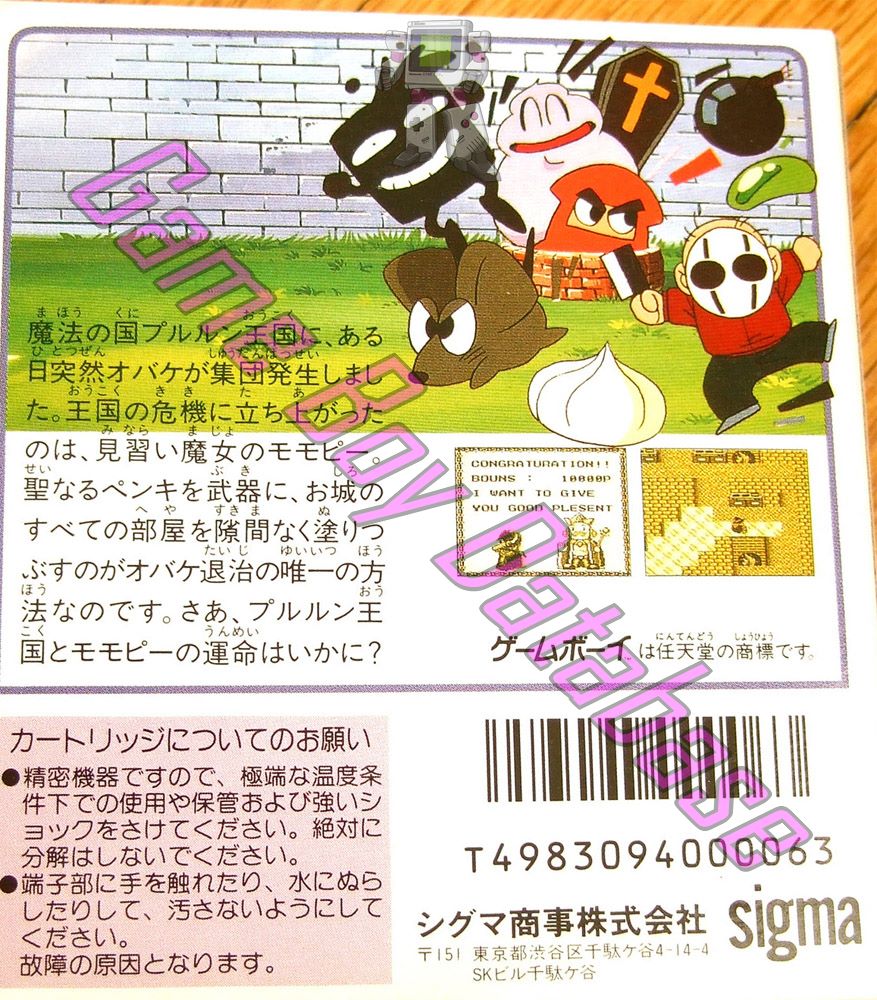 魔法の国プルルン王国に、ある
日突然オバケが集団発生しまし
た。王国の危機に立ち上がった
のは、見習い魔女のモモピー。
聖なるペンキを武器に、お城の
すべての部屋を隙間なく塗りつ
ぶすのがオバケ退治の唯一の方
法なのです。さあ、プルルン王
国とモモピーの運命はいかに?
CONGRATURATION!!
BOUNS : 10000P
I WANT TO GIVE
YOU GOOD PLESENT
ゲームボーイは任天堂の商標です。
カートリッジについてのお願い
●精密機器ですので、極端な温度条
件下での使用や保管および強いシ
ョックをさけてください。絶対に
分解はしないでください。
●端子部に手を触れたり、水にぬら
したりして、汚さないようにして
ください。
故障の原因となります。
T4983094000063
シグマ商事株式会社 sigma
〒151 東京都渋谷区千駄ケ谷4-14-4
SKビル千駄ケ谷
Game Boy Database